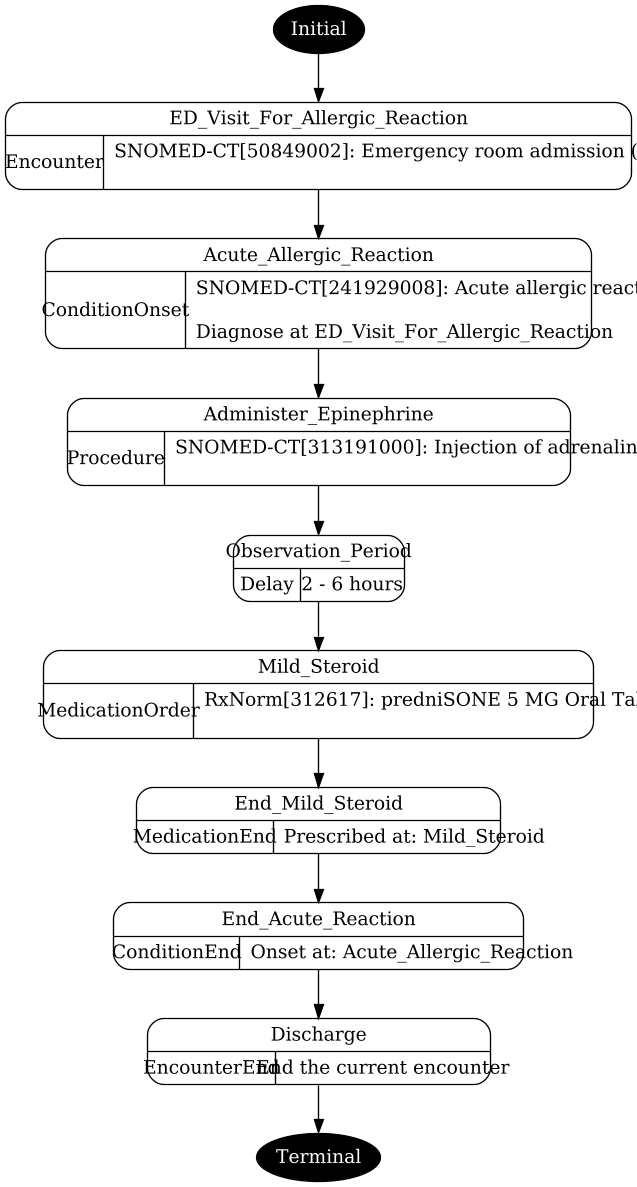 Initial
ED_Visit_For_Allergic_Reaction
Encounter
SNOMED-CT[50849002]: Emergency room admission (
Acute_Allergic_Reaction
ConditionOnset
SNOMED-CT[241929008]: Acute allergic react
Diagnose at ED_Visit_For_Allergic_Reaction
Administer_Epinephrine
Procedure
SNOMED-CT[313191000]: Injection of adrenalin
Observation_Period
Delay
2 - 6 hours
Mild_Steroid
MedicationOrder
RxNorm[312617]: predniSONE 5 MG Oral Tal
End_Mild_Steroid
MedicationEnd
Prescribed at: Mild_Steroid
End_Acute_Reaction
ConditionEnd
Onset at: Acute_Allergic_Reaction
Discharge
EncounterEnd
End the current encounter
Terminal